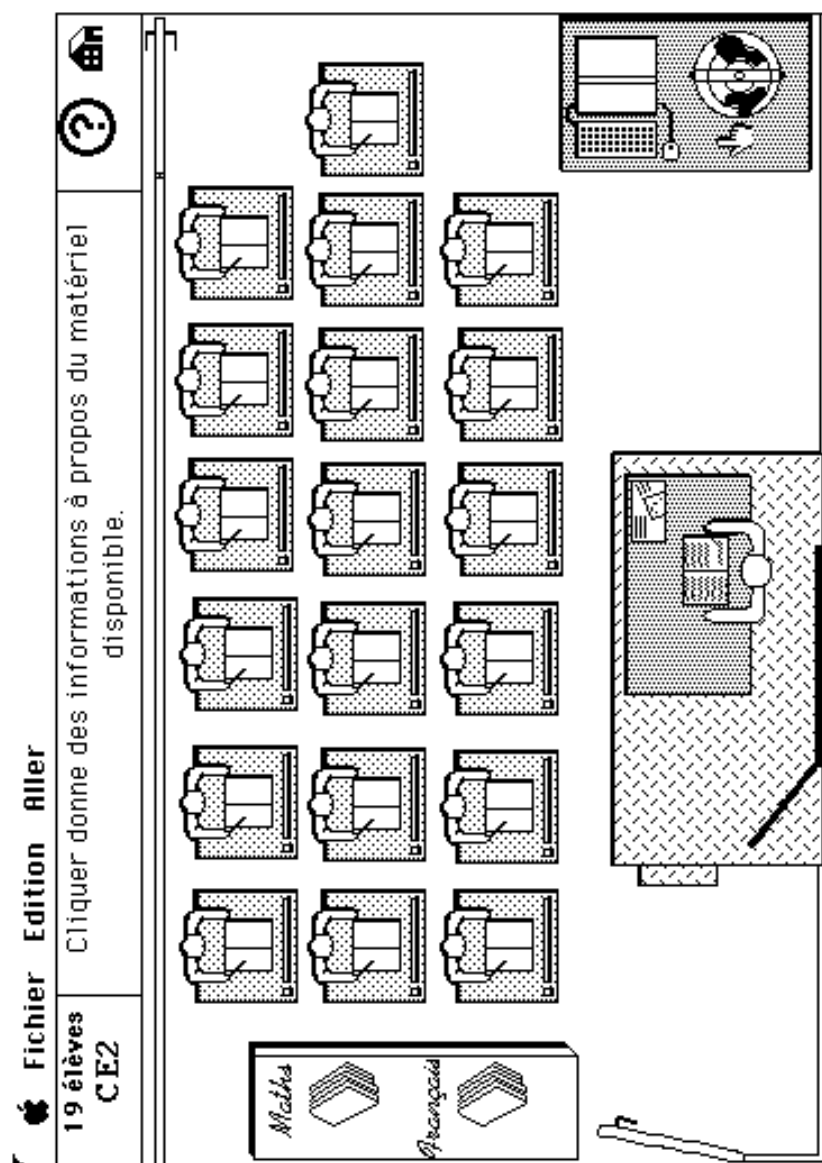 Fichier Edition Aller
19 élèves
CE2
Cliquer donne des informations à propos du matériel
disponible.
?
Maths
Français